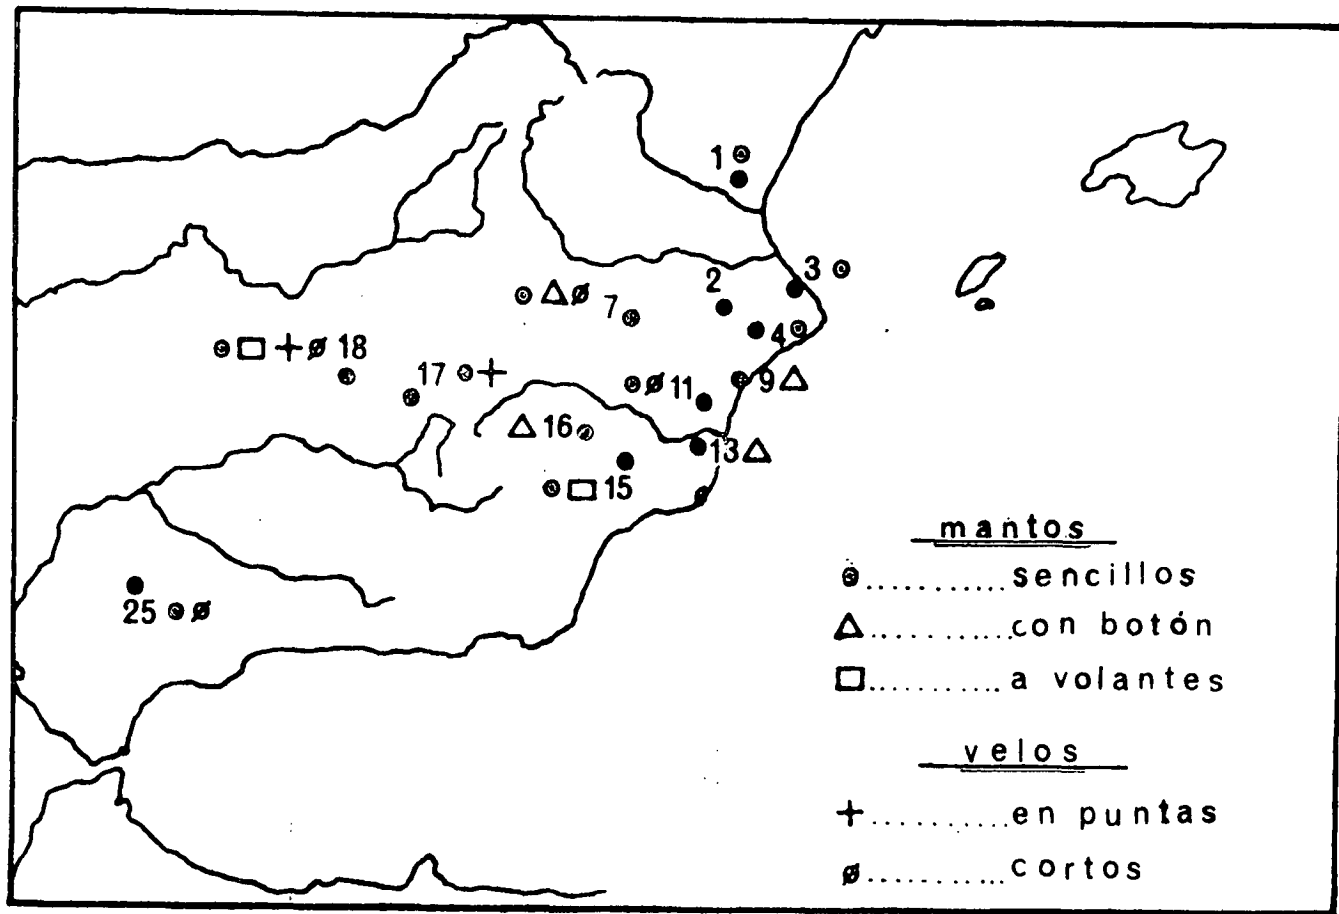 1
3
2
7
4
18
17
9
11
16
13
15
25
mantos
sencillos
con botón
a volantes
velos
en puntas
cortos